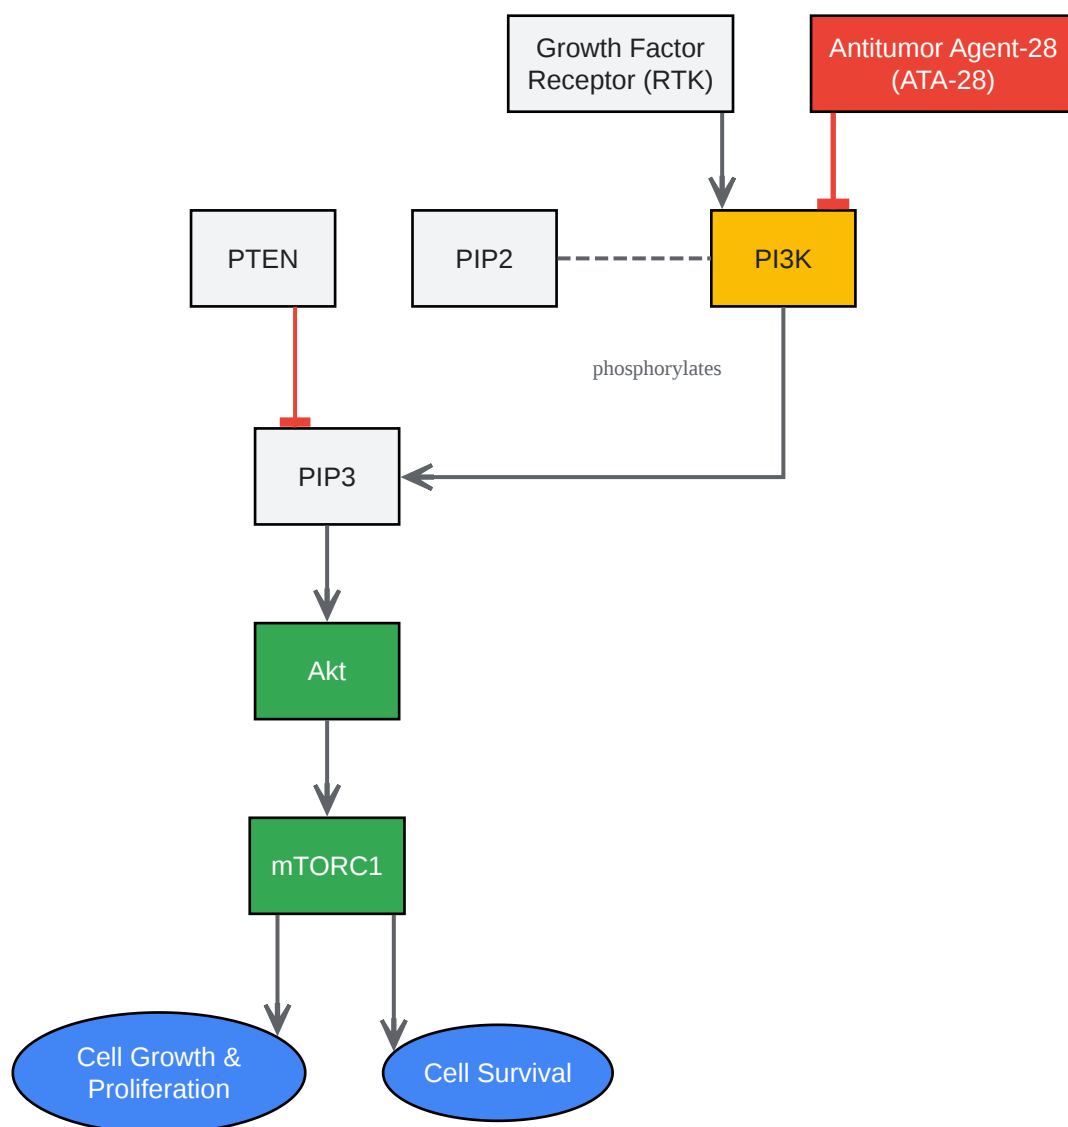 Growth Factor
Receptor (RTK)
Antitumor Agent-28
(ATA-28)
PTEN
PIP2
PI3K
phosphorylates
PIP3
Akt
mTORC1
Cell Growth &
Proliferation
Cell Survival